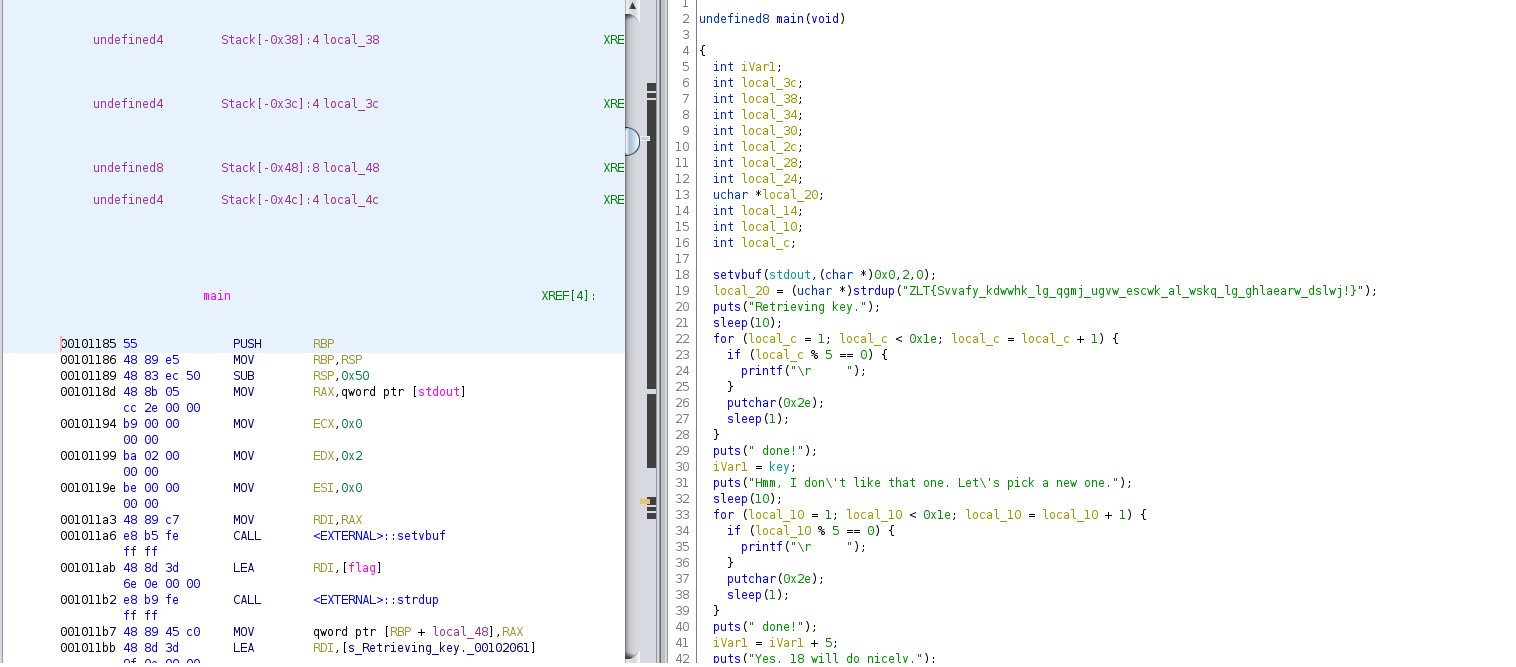 undefined4 Stack[-0x38]:4 local_38 XRE
undefined4 Stack[-0x3c]:4 local_3c XRE
undefined8 Stack[-0x48]:8 local_48 XRE
undefined4 Stack[-0x4c]:4 local_4c XRE
main XREF[4]:
00101185 55 PUSH RBP
00101186 48 89 e5 MOV RBP,RSP
00101189 48 83 ec 50 SUB RSP,0x50
0010118d 48 8b 05 MOV RAX,qword ptr [stdout]
cc 2e 00 00
00101194 b9 00 00 MOV ECX,0x0
00 00
00101199 ba 02 00 MOV EDX,0x2
00 00
0010119e be 00 00 MOV ESI,0x0
00 00
001011a3 48 89 c7 MOV RDI,RAX
001011a6 e8 b5 fe CALL <EXTERNAL>::setvbuf
ff ff
001011ab 48 8d 3d LEA RDI,[flag]
6e 0e 00 00
001011b2 e8 b9 fe CALL <EXTERNAL>::strdup
ff ff
001011b7 48 89 45 c0 MOV qword ptr [RBP + local_48],RAX
001011bb 48 8d 3d LEA RDI,[s_Retrieving_key._00102061]
1
2 undefined8 main(void)
3
4 {
5 int iVar1;
6 int local_3c;
7 int local_38;
8 int local_34;
9 int local_30;
10 int local_2c;
11 int local_28;
12 int local_24;
13 uchar *local_20;
14 int local_14;
15 int local_10;
16 int local_c;
17
18 setvbuf(stdout,(char *)0x0,2,0);
19 local_20 = (uchar *)strdup("ZLT{Svvafy_kdwwhk_lg_qgmj_ugvw_escwk_al_wskq_lg_ghlaearw_dslwj!}");
20 puts("Retrieving key.");
21 sleep(10);
22 for (local_c = 1; local_c < 0x1e; local_c = local_c + 1) {
23 if (local_c % 5 == 0) {
24 printf("\r     ");
25 }
26 putchar(0x2e);
27 sleep(1);
28 }
29 puts(" done!");
30 iVar1 = key;
31 puts("Hmm, I don\'t like that one. Let\'s pick a new one.");
32 sleep(10);
33 for (local_10 = 1; local_10 < 0x1e; local_10 = local_10 + 1) {
34 if (local_10 % 5 == 0) {
35 printf("\r     ");
36 }
37 putchar(0x2e);
38 sleep(1);
39 }
40 puts(" done!");
41 iVar1 = iVar1 + 5;
42 puts("Yes, 18 will do nicely.");